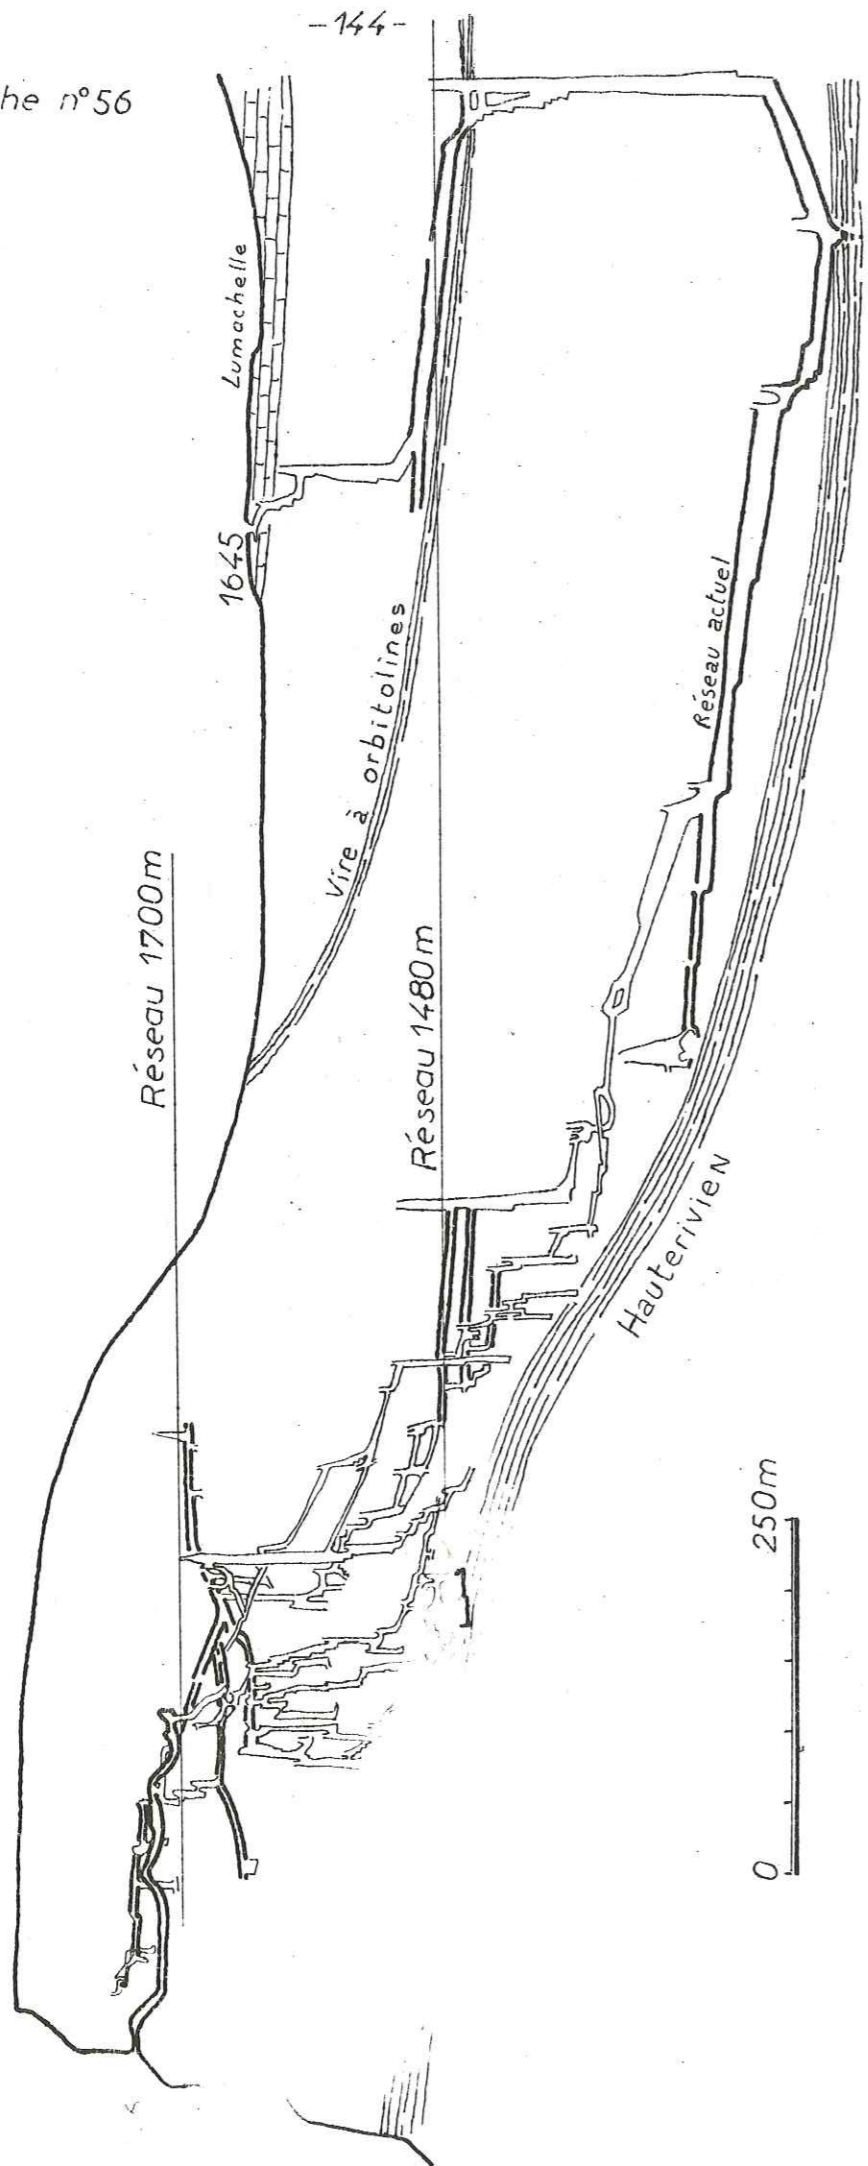 -144-
he n°56
Lumachelle
1645
Vire à orbitolines
Réseau actuel
Réseau 1700m
Réseau 1480m
Hauterivien
250m
0